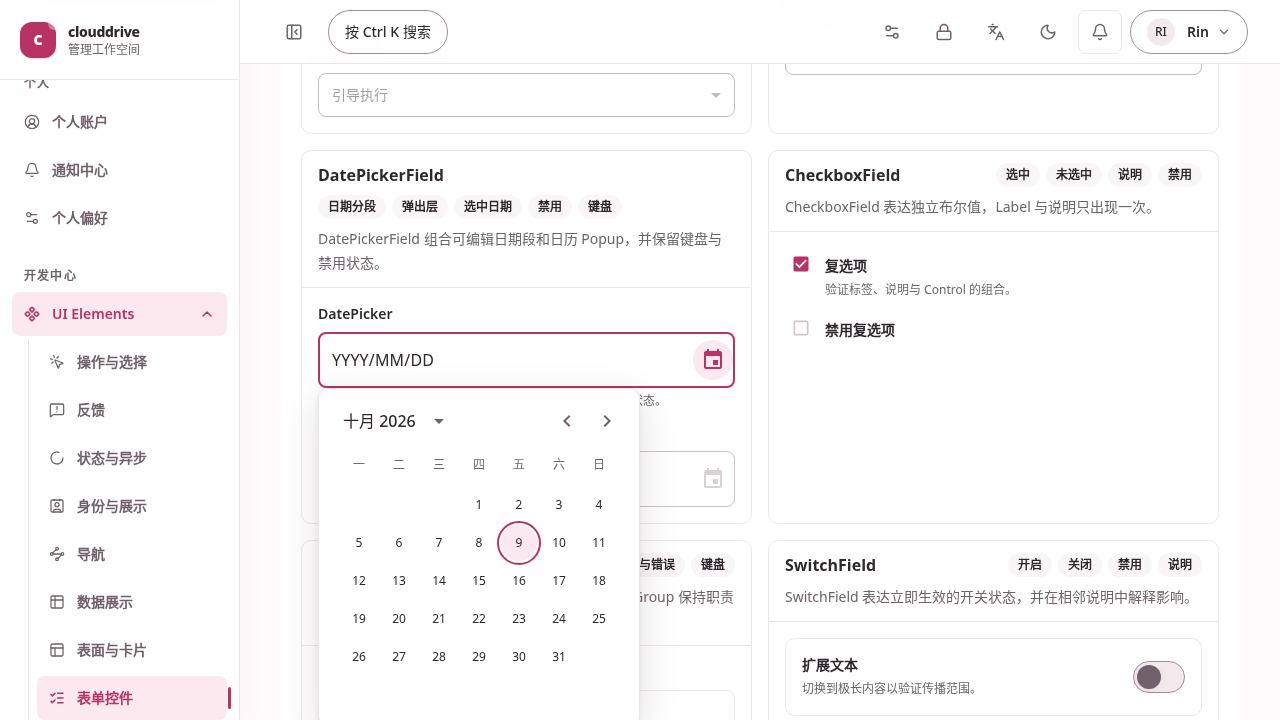 C
clouddrive
管理工作空间
个人
个人账户
通知中心
个人偏好
开发中心
UI Elements
操作与选择
反馈
状态与异步
身份与展示
导航
数据展示
表面与卡片
表单控件
按 Ctrl K 搜索
RI
Rin
引导执行
DatePickerField
日期分段
弹出层
选中日期
禁用
键盘
DatePickerField 组合可编辑日期段和日历 Popup，并保留键盘与
禁用状态。
DatePicker
YYYY/MM/DD
状态。
十月 2026
一 二 三 四 五 六 日
1 2 3 4
5 6 7 8 9 10 11
12 13 14 15 16 17 18
19 20 21 22 23 24 25
26 27 28 29 30 31
与错误
键盘
Group 保持职责
CheckboxField
选中
未选中
说明
禁用
CheckboxField 表达独立布尔值，Label 与说明只出现一次。
复选项
验证标签、说明与 Control 的组合。
禁用复选项
SwitchField
开启
关闭
禁用
说明
SwitchField 表达立即生效的开关状态，并在相邻说明中解释影响。
扩展文本
切换到极长内容以验证传播范围。